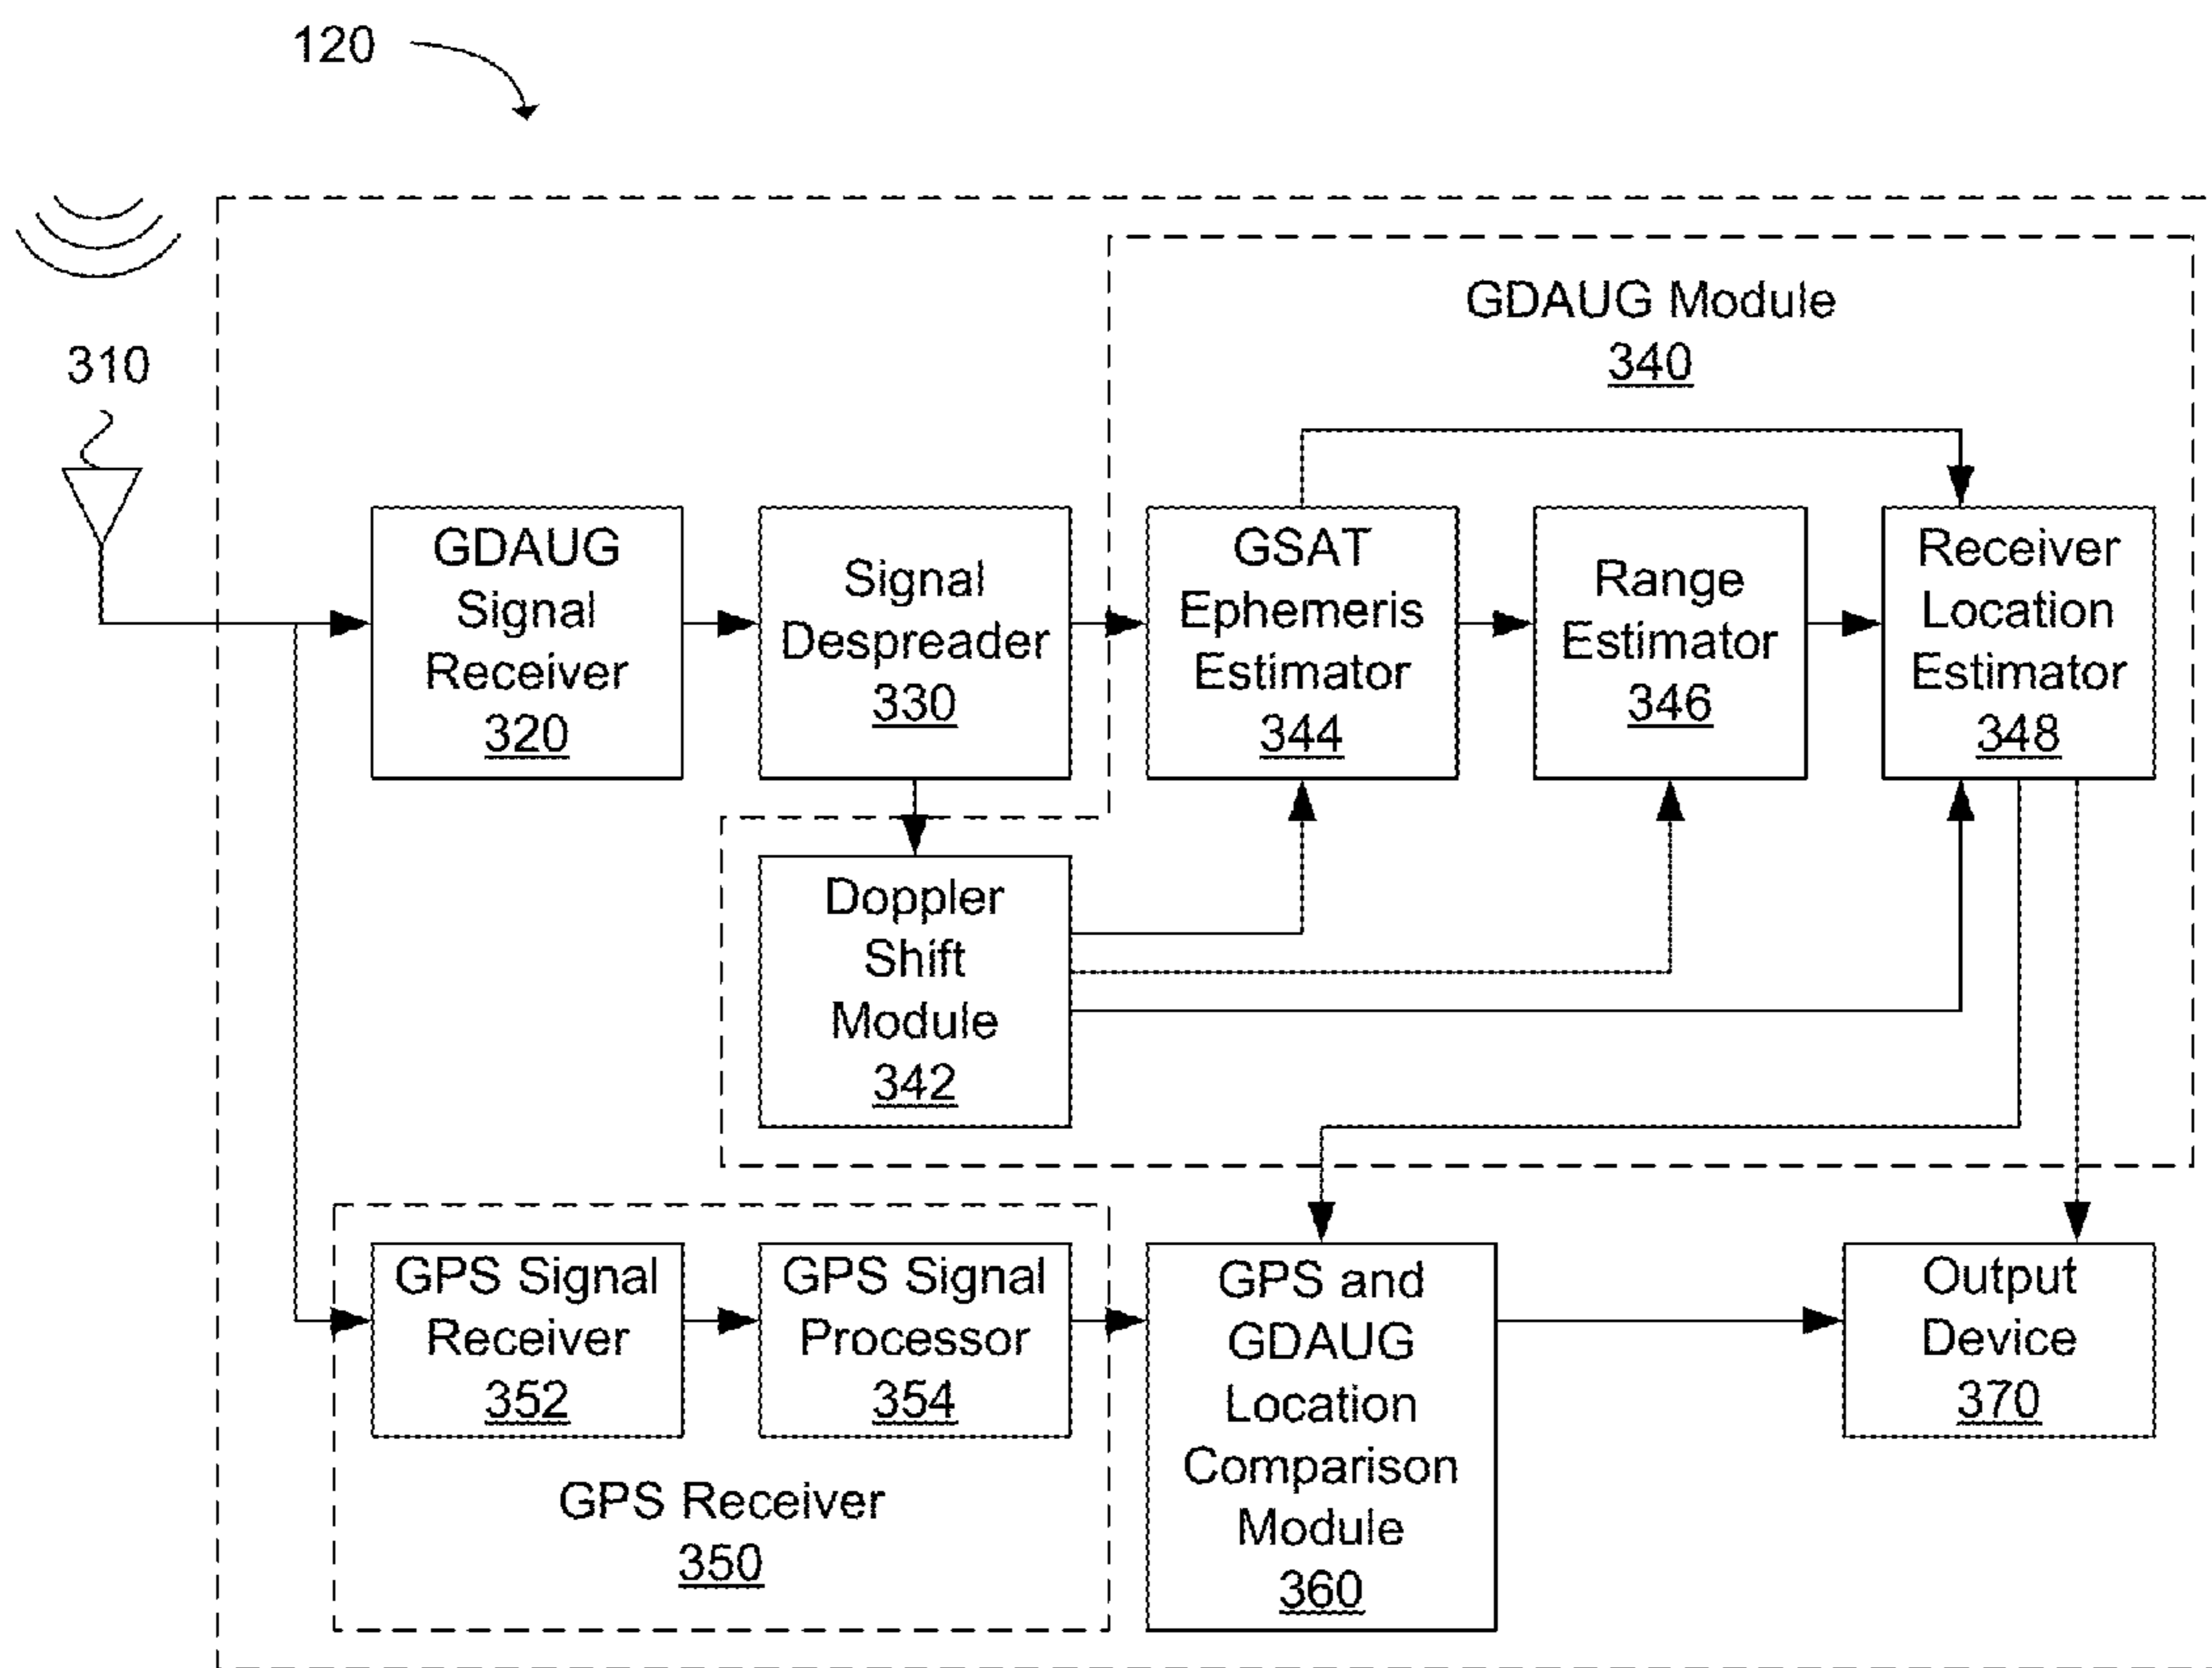 120
310
GDAUG Module
340
GDAUG
Signal
Receiver
320
Signal
Despreader
330
GSAT
Ephemeris
Estimator
344
Range
Estimator
346
Receiver
Location
Estimator
348
Doppler
Shift
Module
342
GPS Signal
Receiver
352
GPS Signal
Processor
354
GPS Receiver
350
GPS and
GDAUG
Location
Comparison
Module
360
Output
Device
370